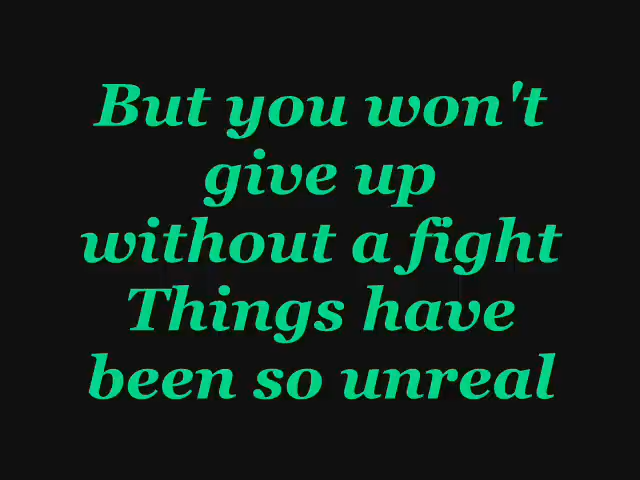 But you won't
give up
without a fight
Things have
been so unreal